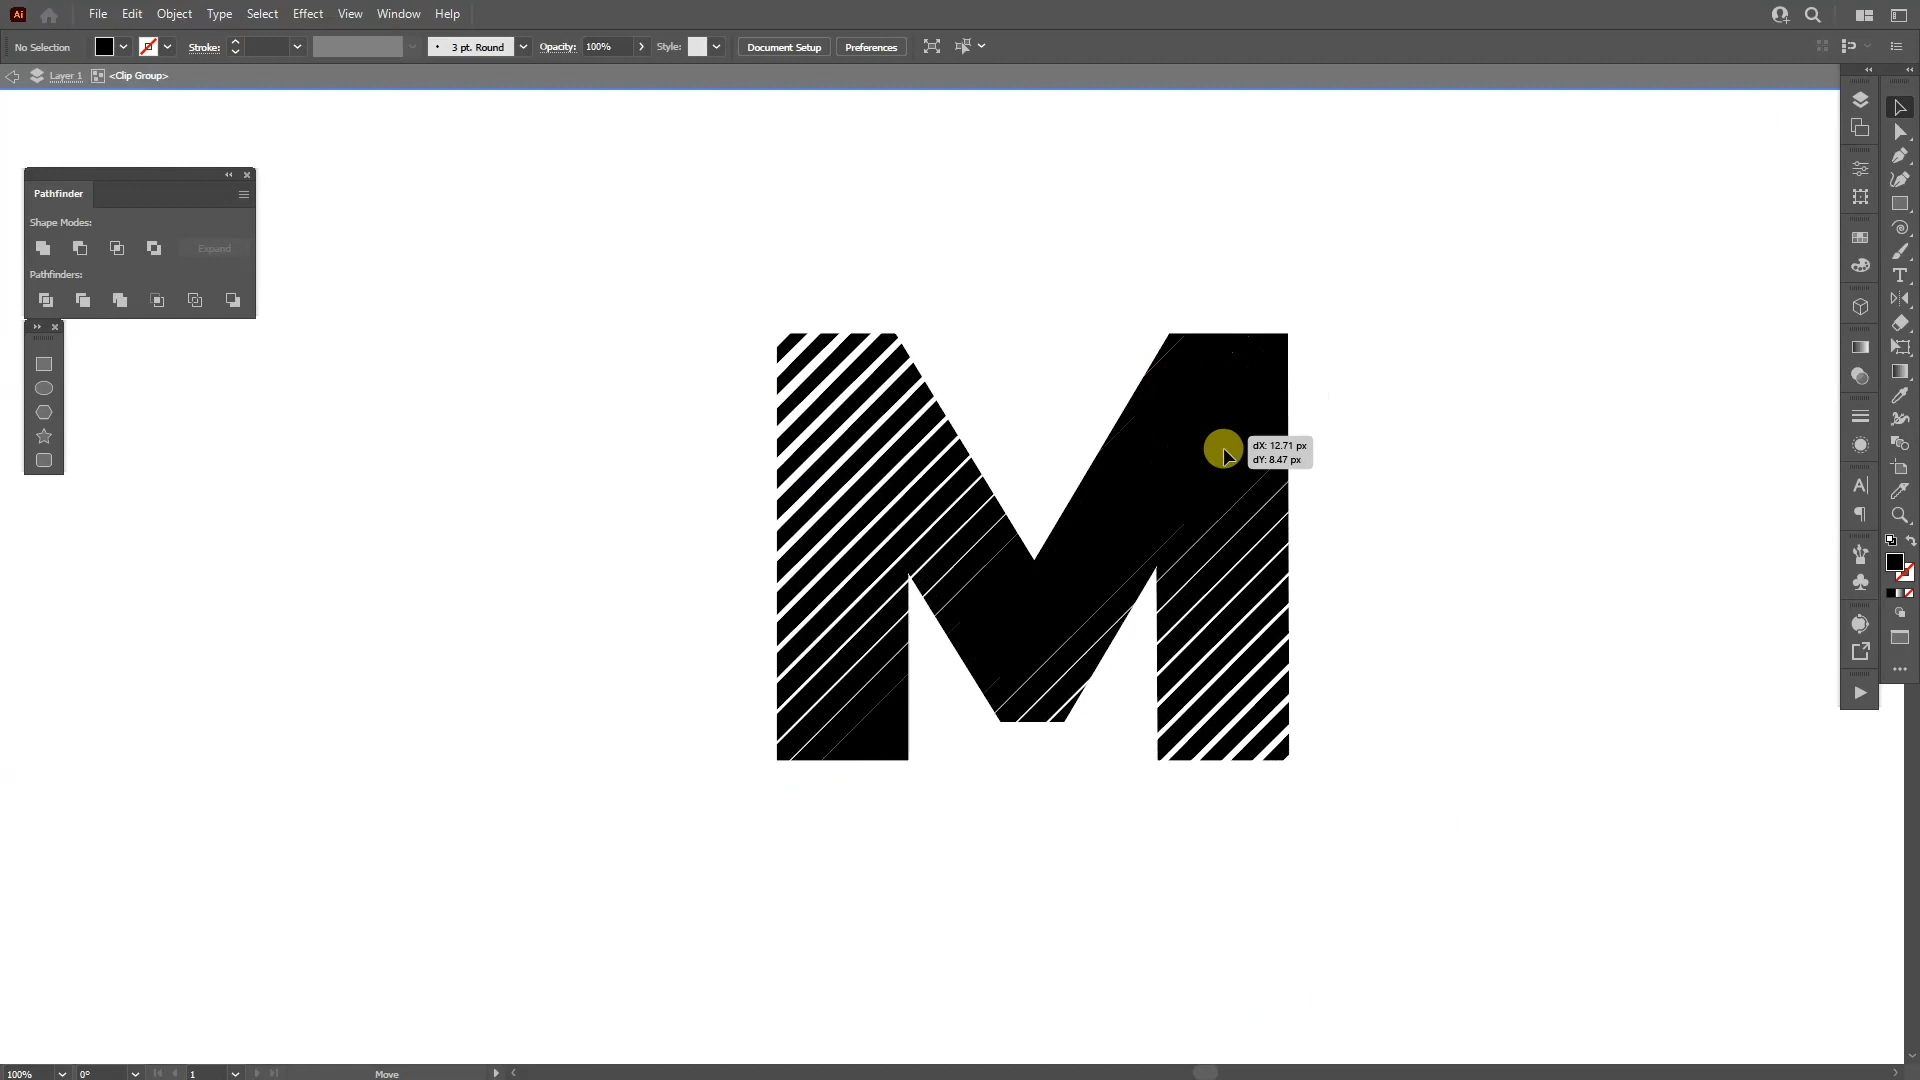 Ai File Edit Object Type Select Effect View Window Help
No Selection Stroke: 3 pt. Round Opacity: 100% Style: Document Setup Preferences
Layer 1 <Clip Group>
Pathfinder
Shape Modes:
Expand
Pathfinders:
M
dX: 12.71 px
dY: 8.47 px
100% 0° 1 Move